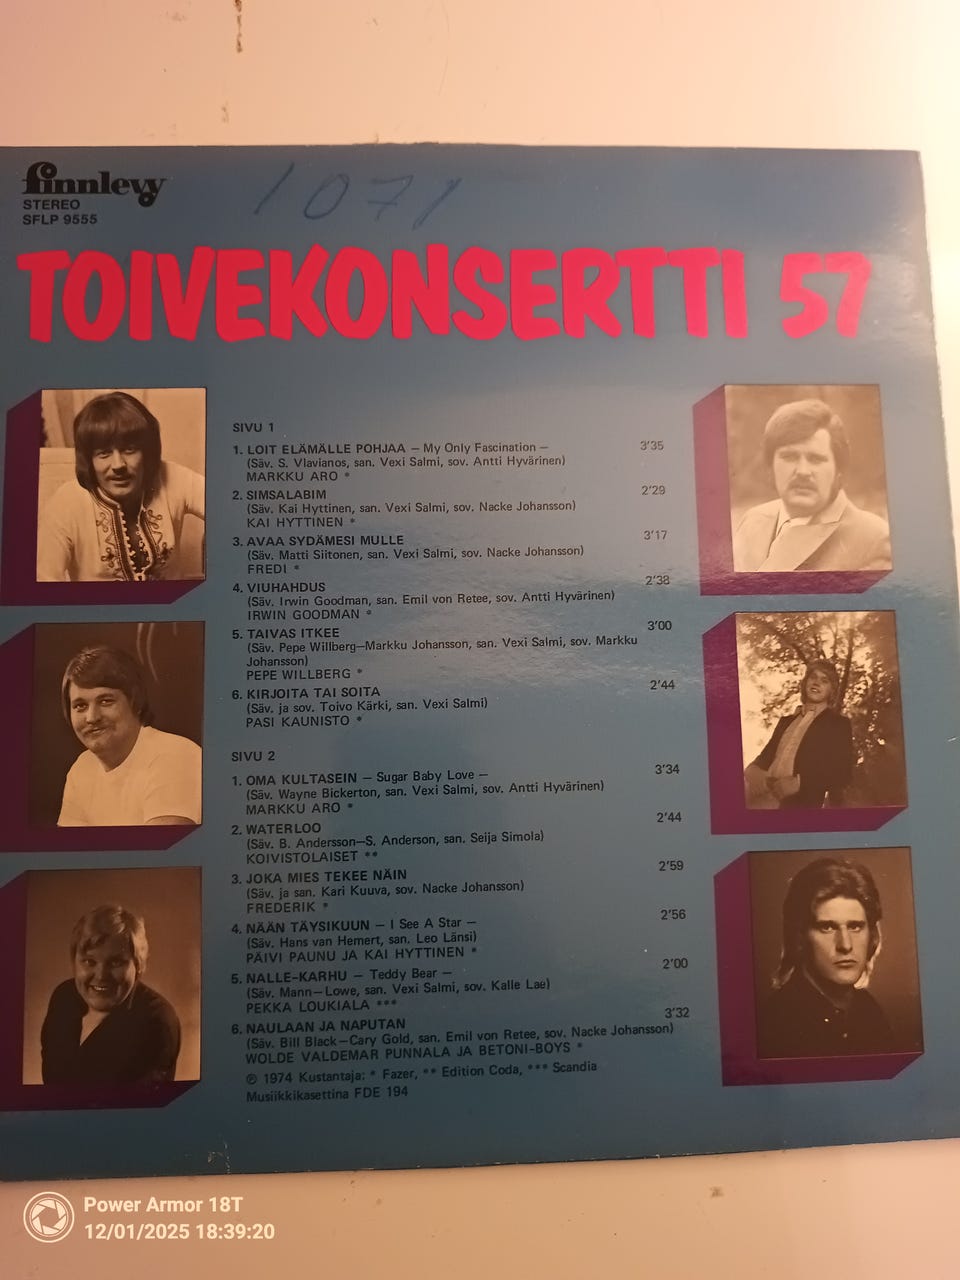 finnlevy
STEREO
SFLP 9555
1071
TOIVEKONSERTTI 57
SIVU 1
1. LOIT ELÄMÄLLE POHJAA – My Only Fascination – 3'35
(Säv. S. Vlavianos, san. Vexi Salmi, sov. Antti Hyvärinen)
MARKKU ARO *
2. SIMSALABIM 2'29
(Säv. Kai Hyttinen, san. Vexi Salmi, sov. Nacke Johansson)
KAI HYTTINEN *
3. AVAA SYDÄMESI MULLE 3'17
(Säv. Matti Siitonen, san. Vexi Salmi, sov. Nacke Johansson)
FREDI *
4. VIUHAHDUS 2'38
(Säv. Irwin Goodman, san. Emil von Retee, sov. Antti Hyvärinen)
IRWIN GOODMAN *
5. TAIVAS ITKEE 3'00
(Säv. Pepe Willberg–Markku Johansson, san. Vexi Salmi, sov. Markku
Johansson)
PEPE WILLBERG *
6. KIRJOITA TAI SOITA 2'44
(Säv. ja sov. Toivo Kärki, san. Vexi Salmi)
PASI KAUNISTO *
SIVU 2
1. OMA KULTASEIN – Sugar Baby Love – 3'34
(Säv. Wayne Bickerton, san. Vexi Salmi, sov. Antti Hyvärinen)
MARKKU ARO *
2. WATERLOO 2'44
(Säv. B. Andersson–S. Anderson, san. Seija Simola)
KOIVISTOLAISET **
3. JOKA MIES TEKEE NÄIN 2'59
(Säv. ja san. Kari Kuuva, sov. Nacke Johansson)
FREDERIK *
4. NÄÄN TÄYSIKUUN – I See A Star – 2'56
(Säv. Hans van Hemert, san. Leo Länsi)
PÄIVI PAUNU JA KAI HYTTINEN *
5. NALLE-KARHU – Teddy Bear – 2'00
(Säv. Mann–Lowe, san. Vexi Salmi, sov. Kalle Lae)
PEKKA LOUKIALA ***
6. NAULAAN JA NAPUTAN 3'32
(Säv. Bill Black–Cary Gold, san. Emil von Retee, sov. Nacke Johansson)
WOLDE VALDEMAR PUNNALA JA BETONI-BOYS *
℗ 1974 Kustantaja: * Fazer, ** Edition Coda, *** Scandia
Musiikkikasettina FDE 194
Power Armor 18T
12/01/2025 18:39:20